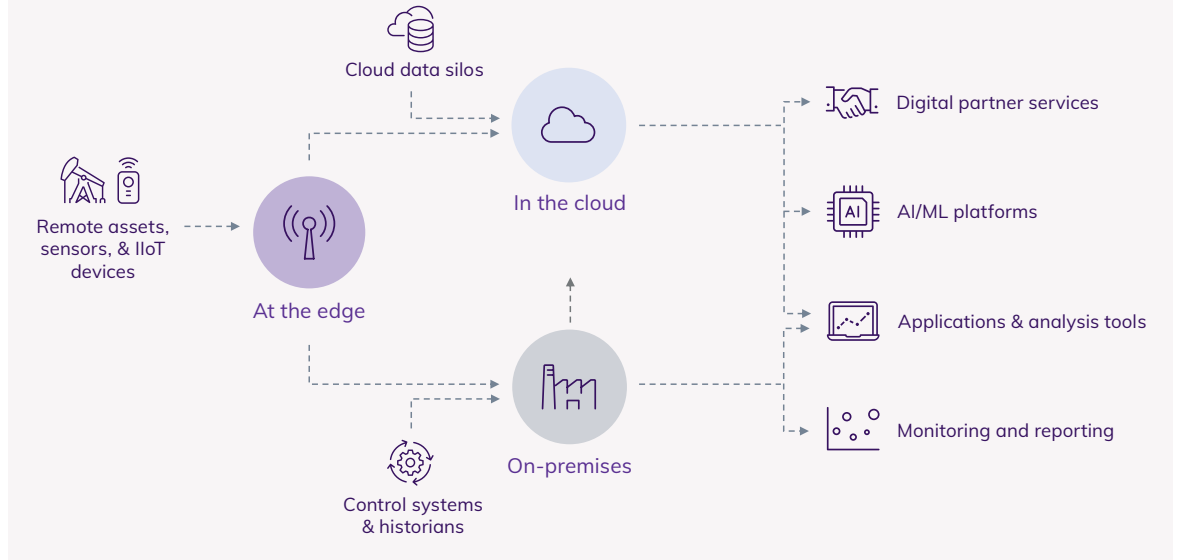 Cloud data silos
In the cloud
Remote assets,
sensors, & IIoT
devices
At the edge
On-premises
Control systems
& historians
Digital partner services
AI
AI/ML platforms
Applications & analysis tools
Monitoring and reporting